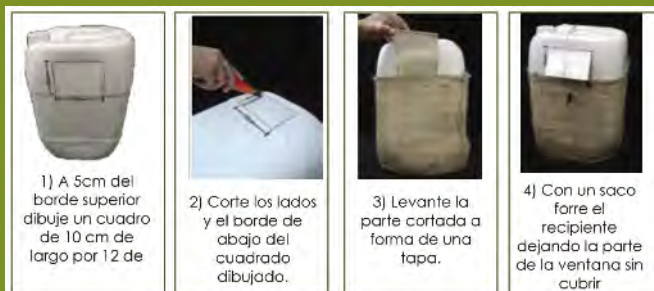 1) A 5cm del
borde superior
dibuje un cuadro
de 10 cm de
largo por 12 de
2) Corte los lados
y el borde de
abajo del
cuadrado
dibujado.
3) Levante la
parte cortada a
forma de una
tapa.
4) Con un saco
forre el
recipiente
dejando la parte
de la ventana sin
cubrir